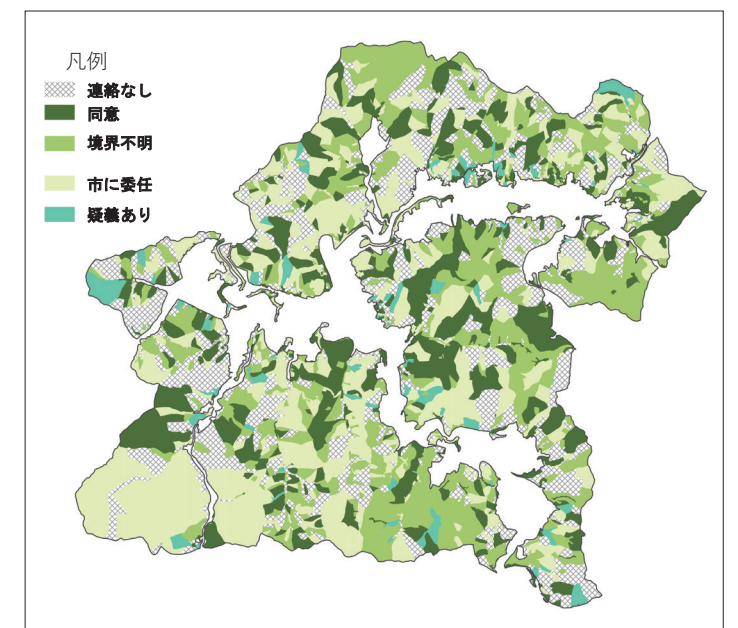 凡例
連絡なし
同意
境界不明
市に委任
疑義あり